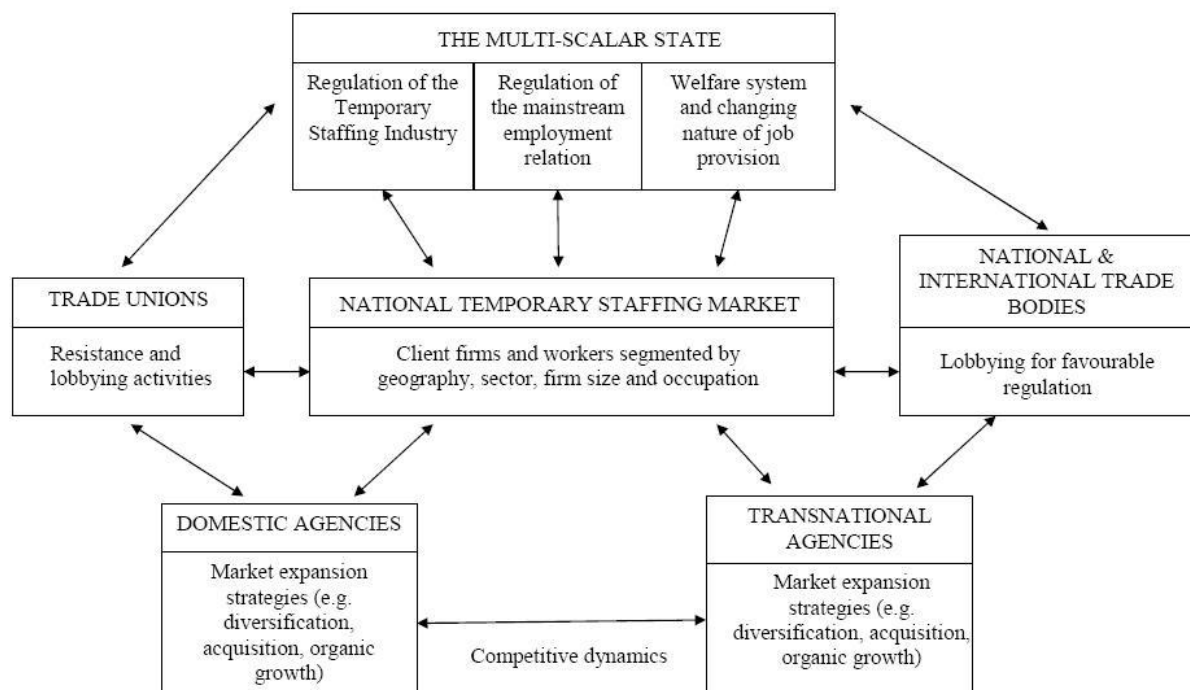 THE MULTI-SCALAR STATE
Regulation of the
Temporary
Staffing Industry
Regulation of
the mainstream
employment
relation
Welfare system
and changing
nature of job
provision
TRADE UNIONS
Resistance and
lobbying activities
NATIONAL TEMPORARY STAFFING MARKET
Client firms and workers segmented by
geography, sector, firm size and occupation
NATIONAL &
INTERNATIONAL TRADE
BODIES
Lobbying for favourable
regulation
DOMESTIC AGENCIES
Market expansion
strategies (e.g.
diversification,
acquisition, organic
growth)
Competitive dynamics
TRANSNATIONAL
AGENCIES
Market expansion
strategies (e.g.
diversification, acquisition,
organic growth)